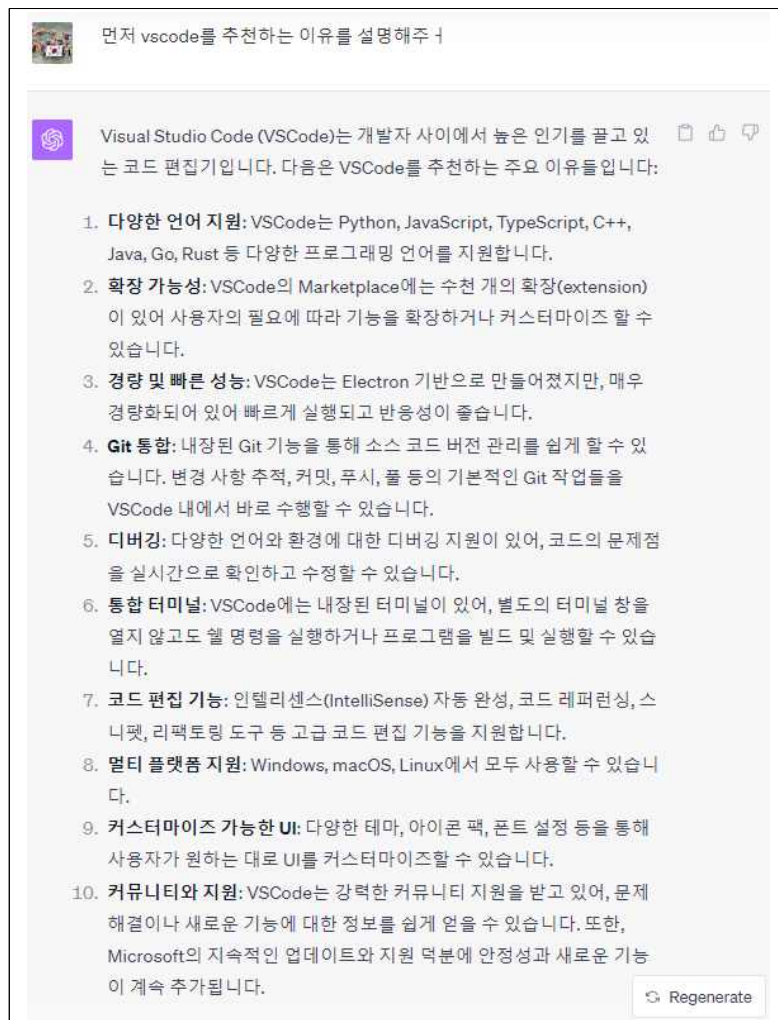 먼저 vscode를 추천하는 이유를 설명해주ㅓ
Visual Studio Code (VSCode)는 개발자 사이에서 높은 인기를 끌고 있
는 코드 편집기입니다. 다음은 VSCode를 추천하는 주요 이유들입니다:
1. 다양한 언어 지원: VSCode는 Python, JavaScript, TypeScript, C++,
Java, Go, Rust 등 다양한 프로그래밍 언어를 지원합니다.
2. 확장 가능성: VSCode의 Marketplace에는 수천 개의 확장(extension)
이 있어 사용자의 필요에 따라 기능을 확장하거나 커스터마이즈 할 수
있습니다.
3. 경량 및 빠른 성능: VSCode는 Electron 기반으로 만들어졌지만, 매우
경량화되어 있어 빠르게 실행되고 반응성이 좋습니다.
4. Git 통합: 내장된 Git 기능을 통해 소스 코드 버전 관리를 쉽게 할 수 있
습니다. 변경 사항 추적, 커밋, 푸시, 풀 등의 기본적인 Git 작업들을
VSCode 내에서 바로 수행할 수 있습니다.
5. 디버깅: 다양한 언어와 환경에 대한 디버깅 지원이 있어, 코드의 문제점
을 실시간으로 확인하고 수정할 수 있습니다.
6. 통합 터미널: VSCode에는 내장된 터미널이 있어, 별도의 터미널 창을
열지 않고도 쉘 명령을 실행하거나 프로그램을 빌드 및 실행할 수 있습
니다.
7. 코드 편집 기능: 인텔리센스(IntelliSense) 자동 완성, 코드 레퍼런싱, 스
니펫, 리팩토링 도구 등 고급 코드 편집 기능을 지원합니다.
8. 멀티 플랫폼 지원: Windows, macOS, Linux에서 모두 사용할 수 있습니
다.
9. 커스터마이즈 가능한 UI: 다양한 테마, 아이콘 팩, 폰트 설정 등을 통해
사용자가 원하는 대로 UI를 커스터마이즈할 수 있습니다.
10. 커뮤니티와 지원: VSCode는 강력한 커뮤니티 지원을 받고 있어, 문제
해결이나 새로운 기능에 대한 정보를 쉽게 얻을 수 있습니다. 또한,
Microsoft의 지속적인 업데이트와 지원 덕분에 안정성과 새로운 기능
이 계속 추가됩니다.
Regenerate